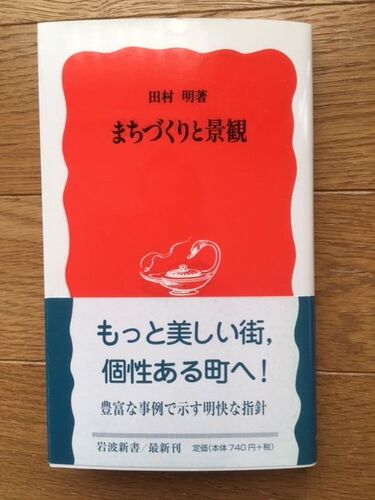 田村 明著
まちづくりと景観
もっと美しい街,
個性ある町へ!
豊富な事例で示す明快な指針
岩波新書/最新刊 定価(本体740円+税)